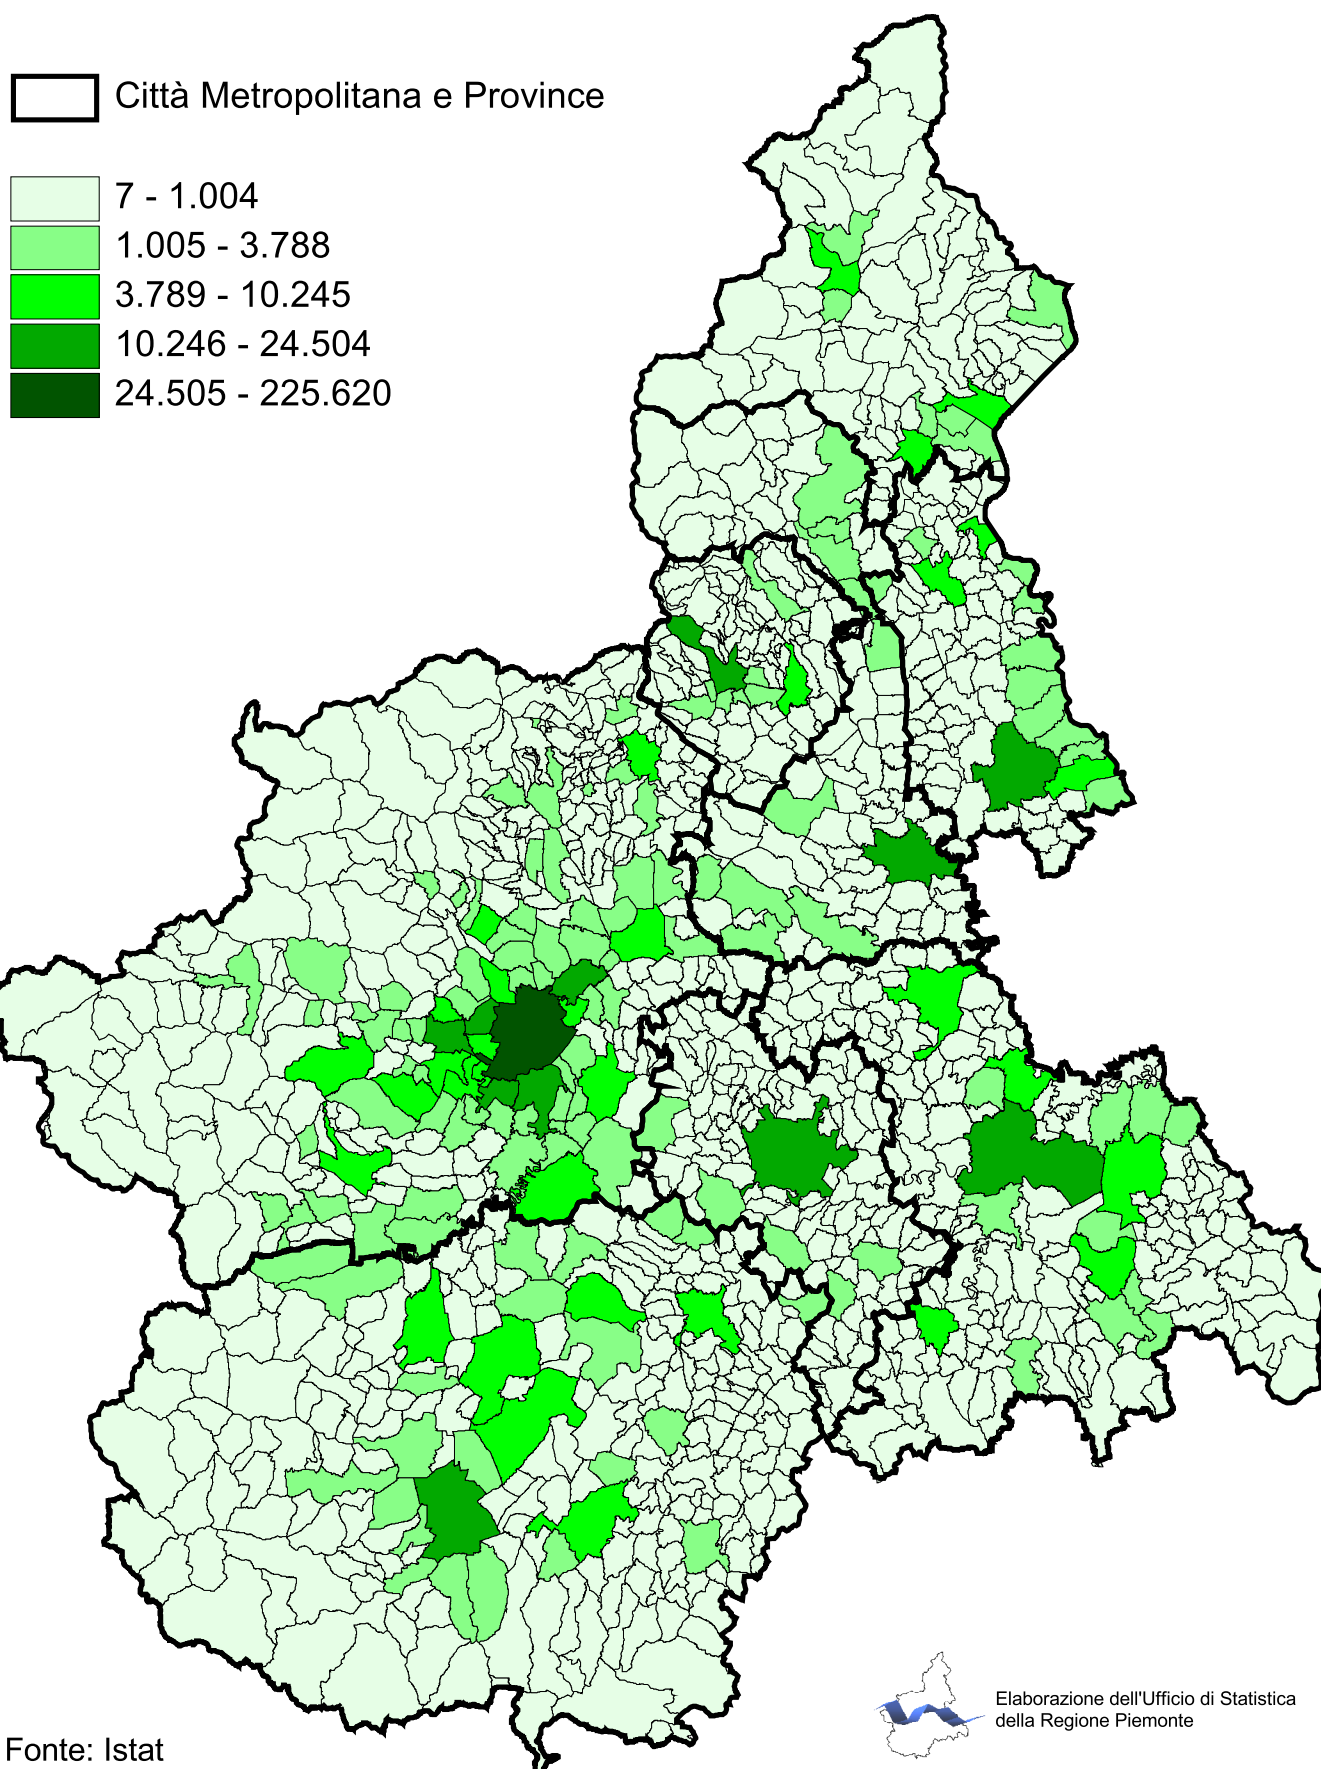 Città Metropolitana e Province
7 - 1.004
1.005 - 3.788
3.789 - 10.245
10.246 - 24.504
24.505 - 225.620
Elaborazione dell'Ufficio di Statistica
della Regione Piemonte
Fonte: Istat